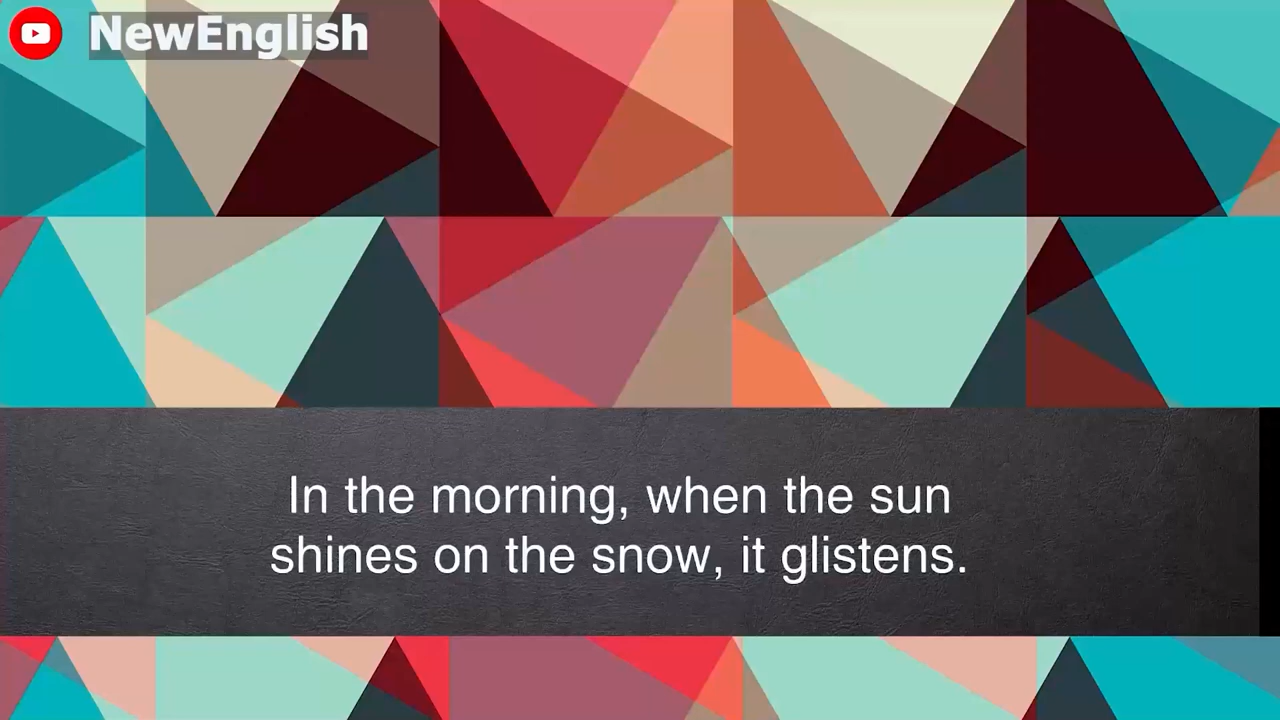 NewEnglish
In the morning, when the sun
shines on the snow, it glistens.